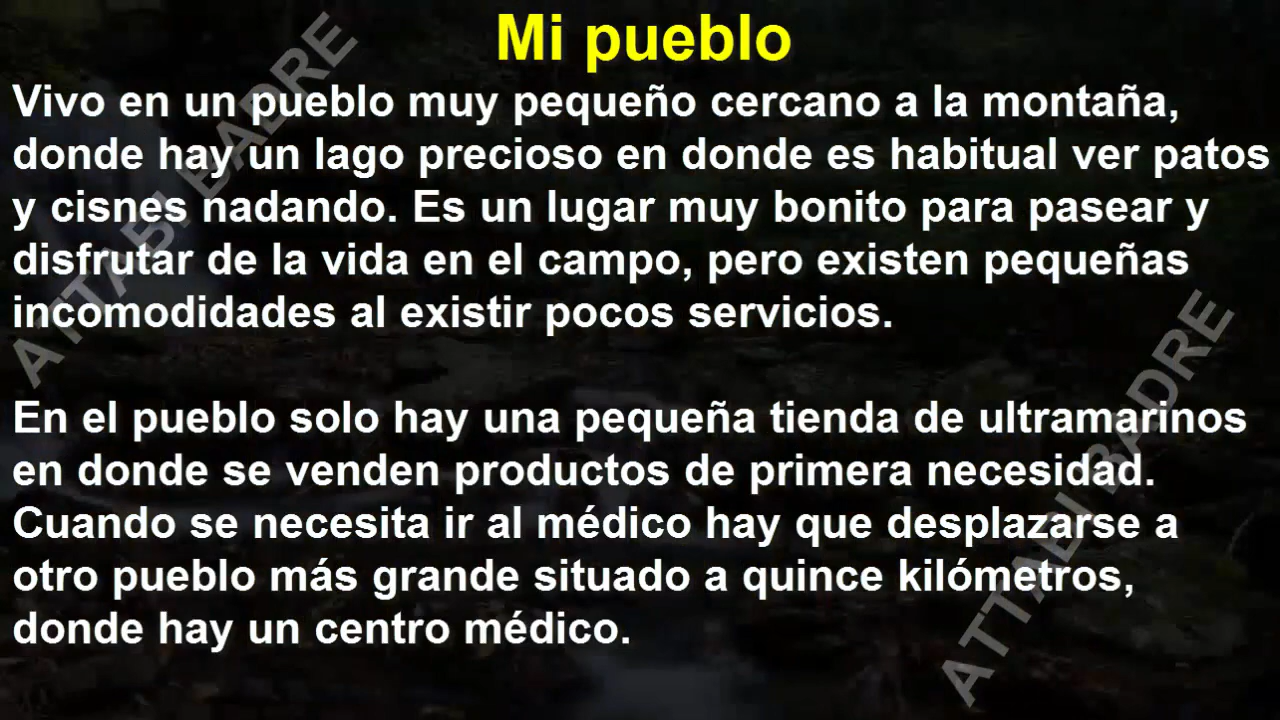 Mi pueblo
Vivo en un pueblo muy pequeño cercano a la montaña,
donde hay un lago precioso en donde es habitual ver patos
y cisnes nadando. Es un lugar muy bonito para pasear y
disfrutar de la vida en el campo, pero existen pequeñas
incomodidades al existir pocos servicios.
En el pueblo solo hay una pequeña tienda de ultramarinos
en donde se venden productos de primera necesidad.
Cuando se necesita ir al médico hay que desplazarse a
otro pueblo más grande situado a quince kilómetros,
donde hay un centro médico.
ATTABI BADRE
ATTABI BADRE